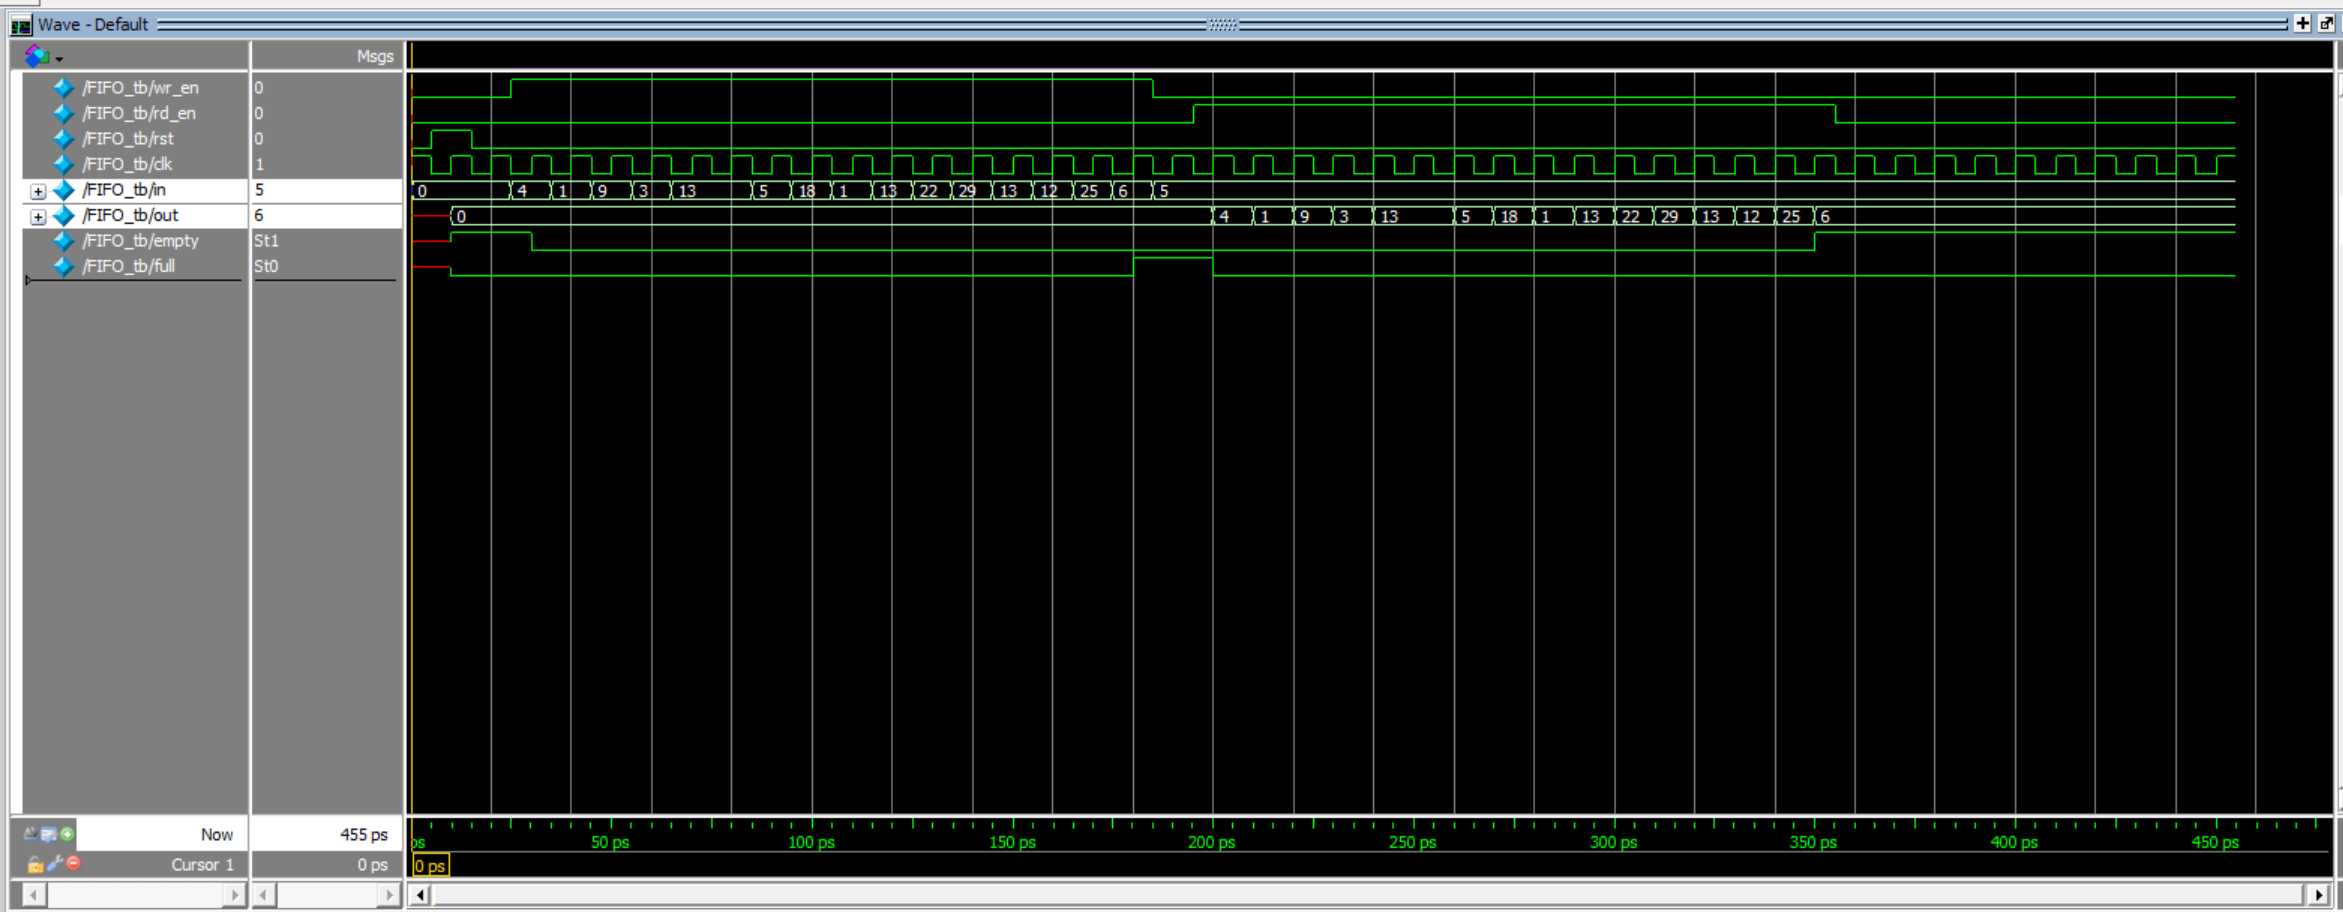 Wave - Default
Msgs
/FIFO_tb/wr_en 0
/FIFO_tb/rd_en 0
/FIFO_tb/rst 0
/FIFO_tb/clk 1
/FIFO_tb/in 5 0 4 1 9 3 13 5 18 1 13 22 29 13 12 25 6 5
/FIFO_tb/out 6 0 4 1 9 3 13 5 18 1 13 22 29 13 12 25 6
/FIFO_tb/empty St1
/FIFO_tb/full St0
Now 455 ps ps 50 ps 100 ps 150 ps 200 ps 250 ps 300 ps 350 ps 400 ps 450 ps
Cursor 1 0 ps 0 ps